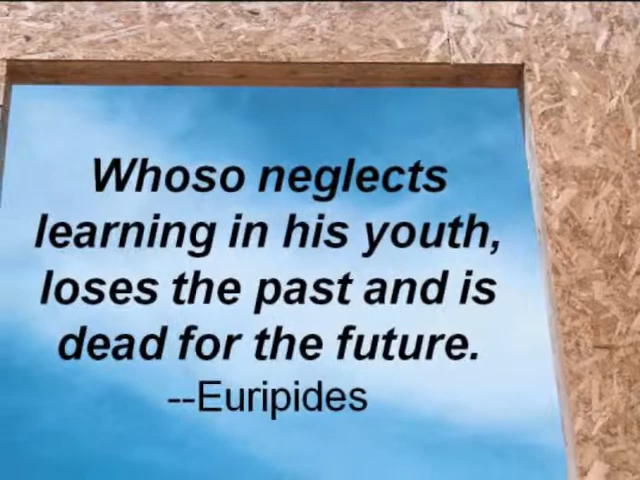 Whoso neglects
learning in his youth,
loses the past and is
dead for the future.
--Euripides